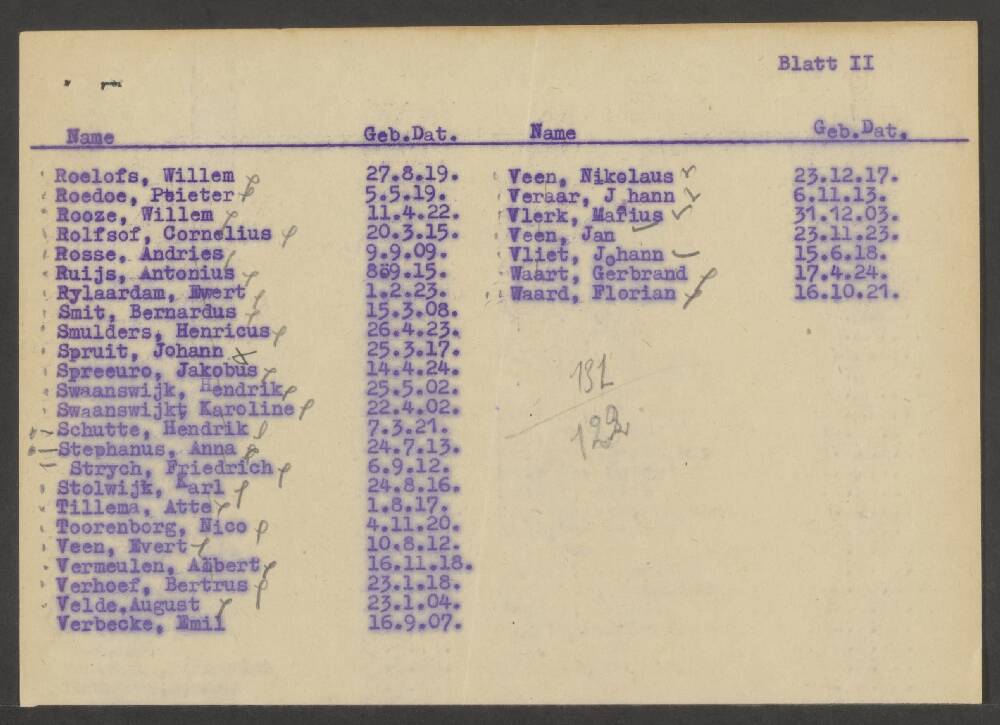 Blatt II
Name Geb.Dat. Name Geb.Dat.
Roelofs, Willem 27.8.19.
Roedoe, Pieter 5.5.19.
Rooze, Willem 11.4.22.
Rolfsof, Cornelius 20.3.15.
Rosse, Andries 9.9.09.
Ruijs, Antonius 8.9.15.
Rylaardam, Ewert 1.2.23.
Smit, Bernardus 15.3.08.
Smulders, Henricus 26.4.23.
Spruit, Johann 25.3.17.
Spreeuro, Jakobus 14.4.24.
Swaanswijk, Hendrik 25.5.02.
Swaanswijk, Karoline 22.4.02.
Schutte, Hendrik 7.3.21.
Stephanus, Anna 24.7.13.
Strych, Friedrich 6.9.12.
Stolwijk, Karl 24.8.16.
Tillema, Atte 1.8.17.
Toorenborg, Nico 4.11.20.
Veen, Evert 10.8.12.
Vermeulen, Albert 16.11.18.
Verhoef, Bertrus 23.1.18.
Velde,August 23.1.04.
Verbecke, Emil 16.9.07.
Veen, Nikolaus 23.12.17.
Veraar, J hann 6.11.13.
Vlerk, Marius 31.12.03.
Veen, Jan 23.11.23.
Vliet, Johann 15.6.18.
Waart, Gerbrand 17.4.24.
Waard, Florian 16.10.21.
122